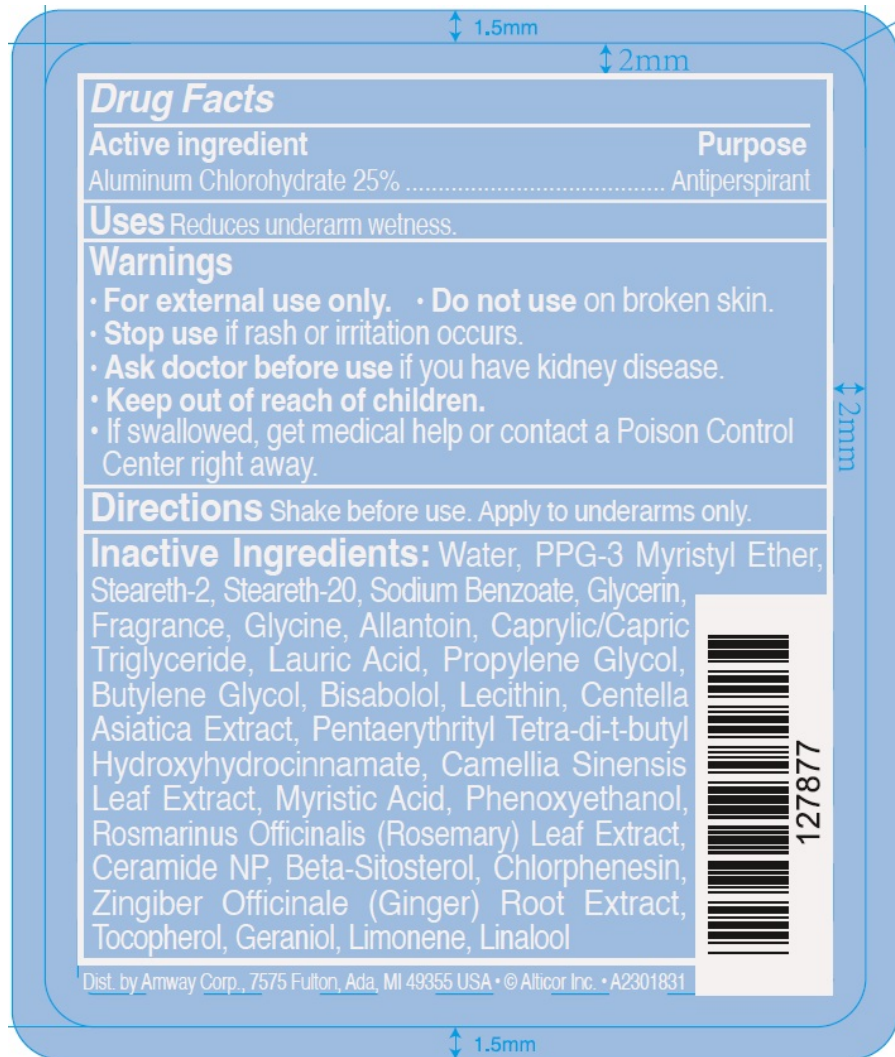 1.5mm
2mm
Drug Facts
Active ingredient Purpose
Aluminum Chlorohydrate 25% ........................................ Antiperspirant
Uses Reduces underarm wetness.
Warnings
• For external use only. • Do not use on broken skin.
• Stop use if rash or irritation occurs.
• Ask doctor before use if you have kidney disease.
• Keep out of reach of children.
• If swallowed, get medical help or contact a Poison Control
Center right away.
2mm
Directions Shake before use. Apply to underarms only.
Inactive Ingredients: Water, PPG-3 Myristyl Ether,
Steareth-2, Steareth-20, Sodium Benzoate, Glycerin,
Fragrance, Glycine, Allantoin, Caprylic/Capric
Triglyceride, Lauric Acid, Propylene Glycol,
Butylene Glycol, Bisabolol, Lecithin, Centella
Asiatica Extract, Pentaerythrityl Tetra-di-t-butyl
Hydroxyhydrocinnamate, Camellia Sinensis
Leaf Extract, Myristic Acid, Phenoxyethanol,
Rosmarinus Officinalis (Rosemary) Leaf Extract,
Ceramide NP, Beta-Sitosterol, Chlorphenesin,
Zingiber Officinale (Ginger) Root Extract,
Tocopherol, Geraniol, Limonene, Linalool
127877
Dist. by Amway Corp., 7575 Fulton, Ada, MI 49355 USA • © Alticor Inc. • A2301831
1.5mm